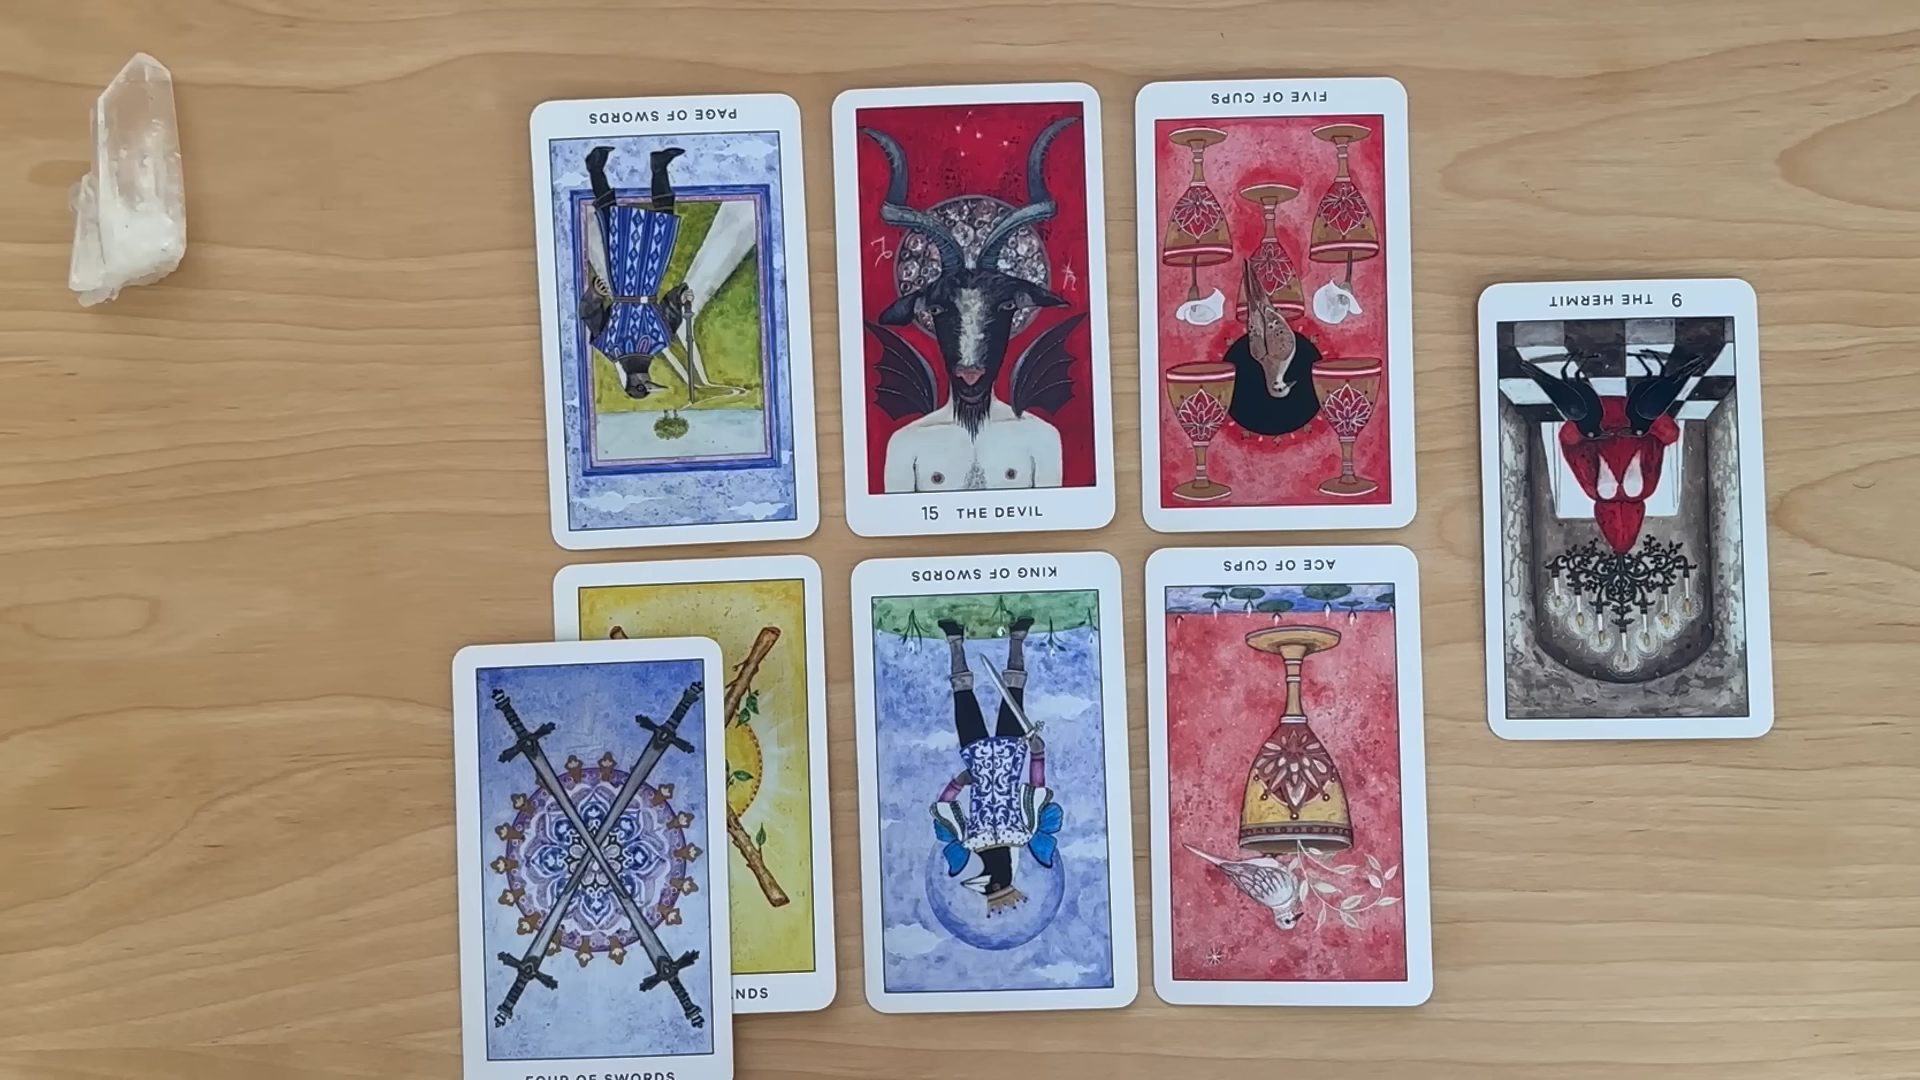 PAGE OF SWORDS
15 THE DEVIL
FIVE OF CUPS
9 THE HERMIT
NDS
KING OF SWORDS
ACE OF CUPS
FOUR OF SWORDS